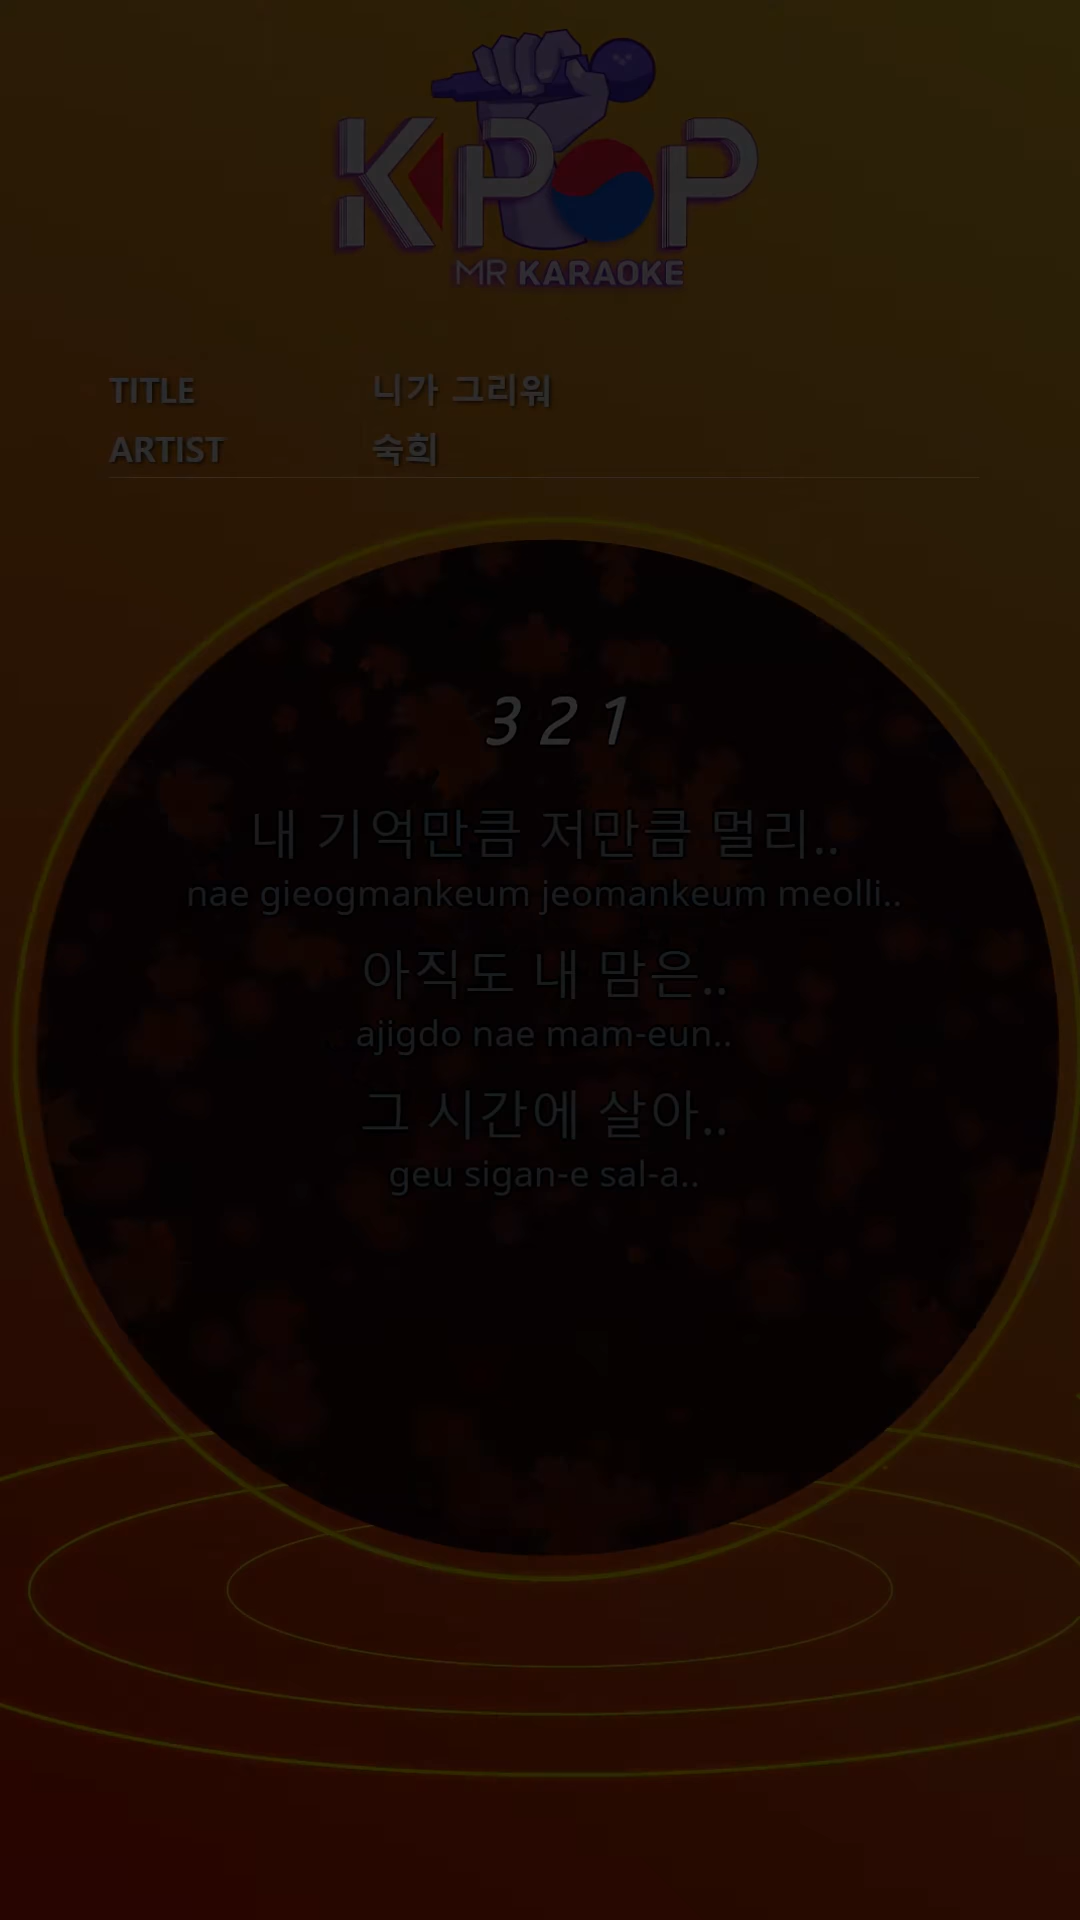 KPOP
MR KARAOKE
TITLE 니가 그리워
ARTIST 숙희
3 2 1
내 기억만큼 저만큼 멀리..
nae gieogmankeum jeomankeum meolli..
아직도 내 맘은..
ajigdo nae mam-eun..
그 시간에 살아..
geu sigan-e sal-a..